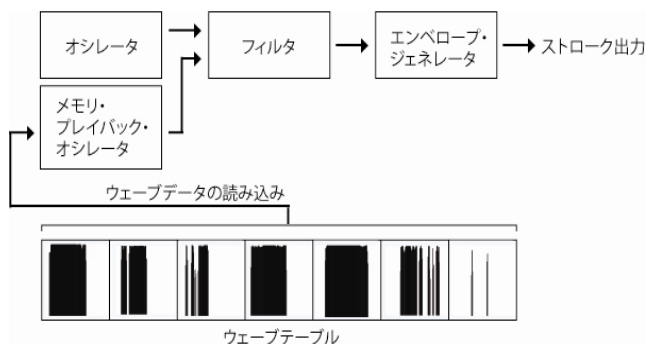 オシレータ
フィルタ
エンベロープ・
ジェネレータ
ストローク出力
メモリ・
プレイバック・
オシレータ
ウェーブデータの読み込み
ウェーブテーブル